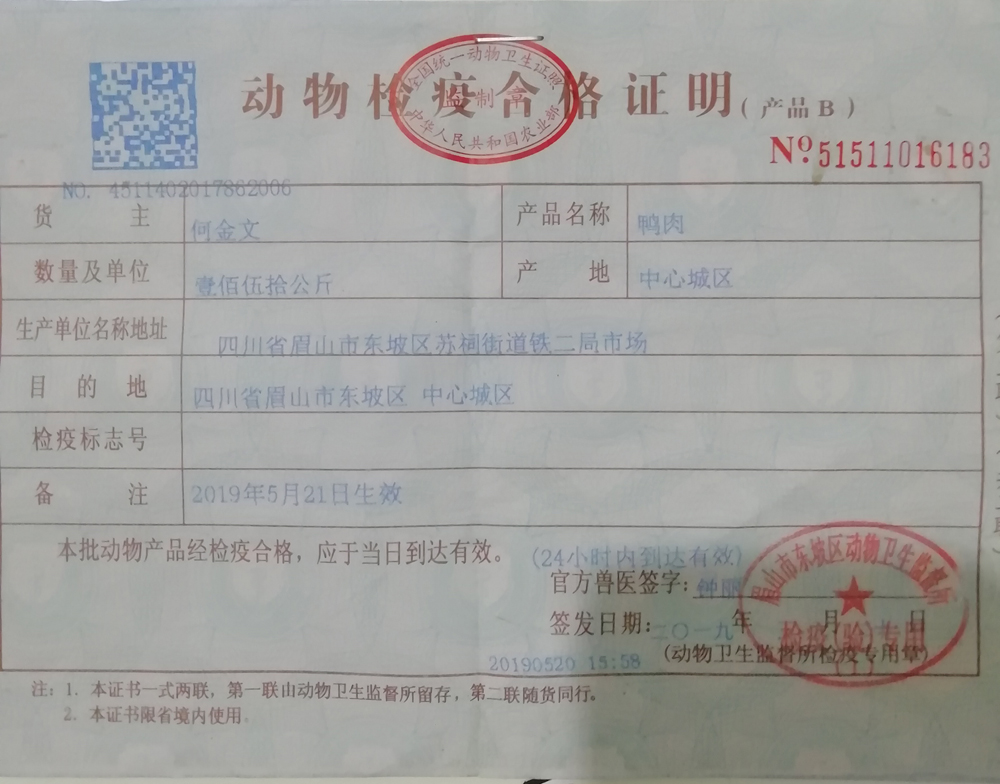 全国统一动物卫生证照
监制章
中华人民共和国农业部
动物检疫合格证明(产品B)
Nº 51511016183
NO. 4511402017862006
货 主 何金文 产品名称 鸭肉
数量及单位 壹佰伍拾公斤 产 地 中心城区
生产单位名称地址 四川省眉山市东坡区苏祠街道铁二局市场
目 的 地 四川省眉山市东坡区 中心城区
检疫标志号
备 注 2019年5月21日生效
本批动物产品经检疫合格，应于当日到达有效。 (24小时内到达有效)
官方兽医签字: 钟丽
签发日期: 二〇一九年 月 日
20190520 15:58 (动物卫生监督所检疫专用章)
眉山市东坡区动物卫生监督所
检疫(验)专用
注: 1. 本证书一式两联，第一联由动物卫生监督所留存，第二联随货同行。
2. 本证书限省境内使用